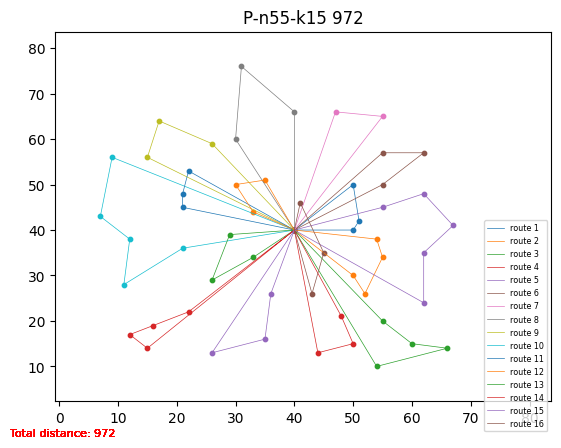 P-n55-k15 972
80
70
60
50
40
30
20
10
0 10 20 30 40 50 60 70 80
route 1
route 2
route 3
route 4
route 5
route 6
route 7
route 8
route 9
route 10
route 11
route 12
route 13
route 14
route 15
route 16
Total distance: 972